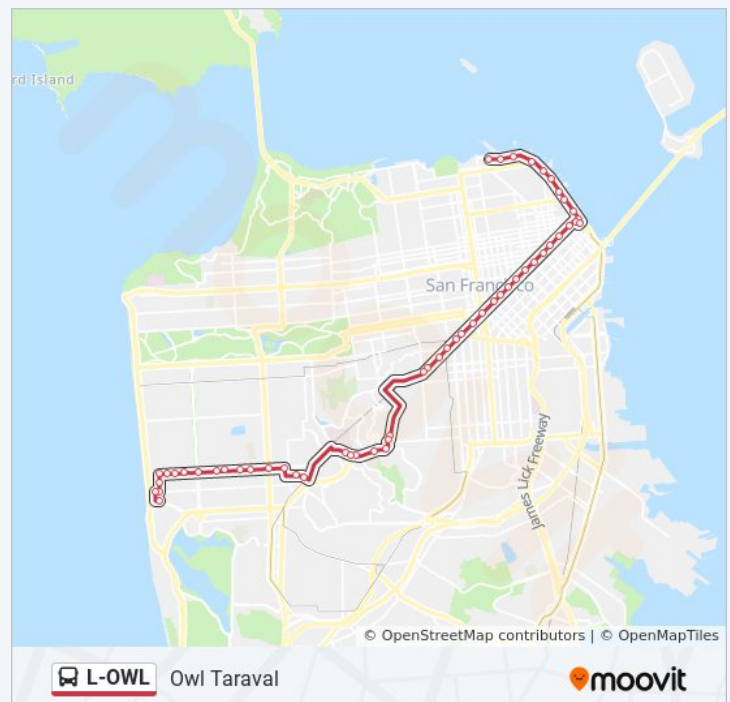 rd Island
San Francisco
James Lick Freeway
© OpenStreetMap contributors | © OpenMapTiles
L-OWL Owl Taraval moovit